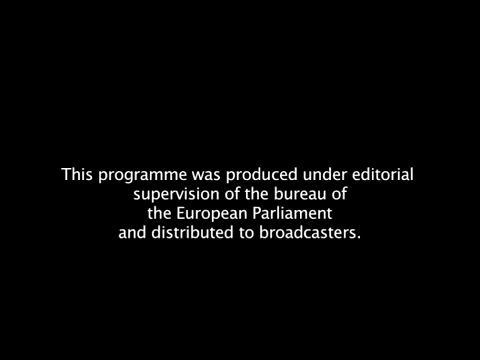 This programme was produced under editorial
supervision of the bureau of
the European Parliament
and distributed to broadcasters.